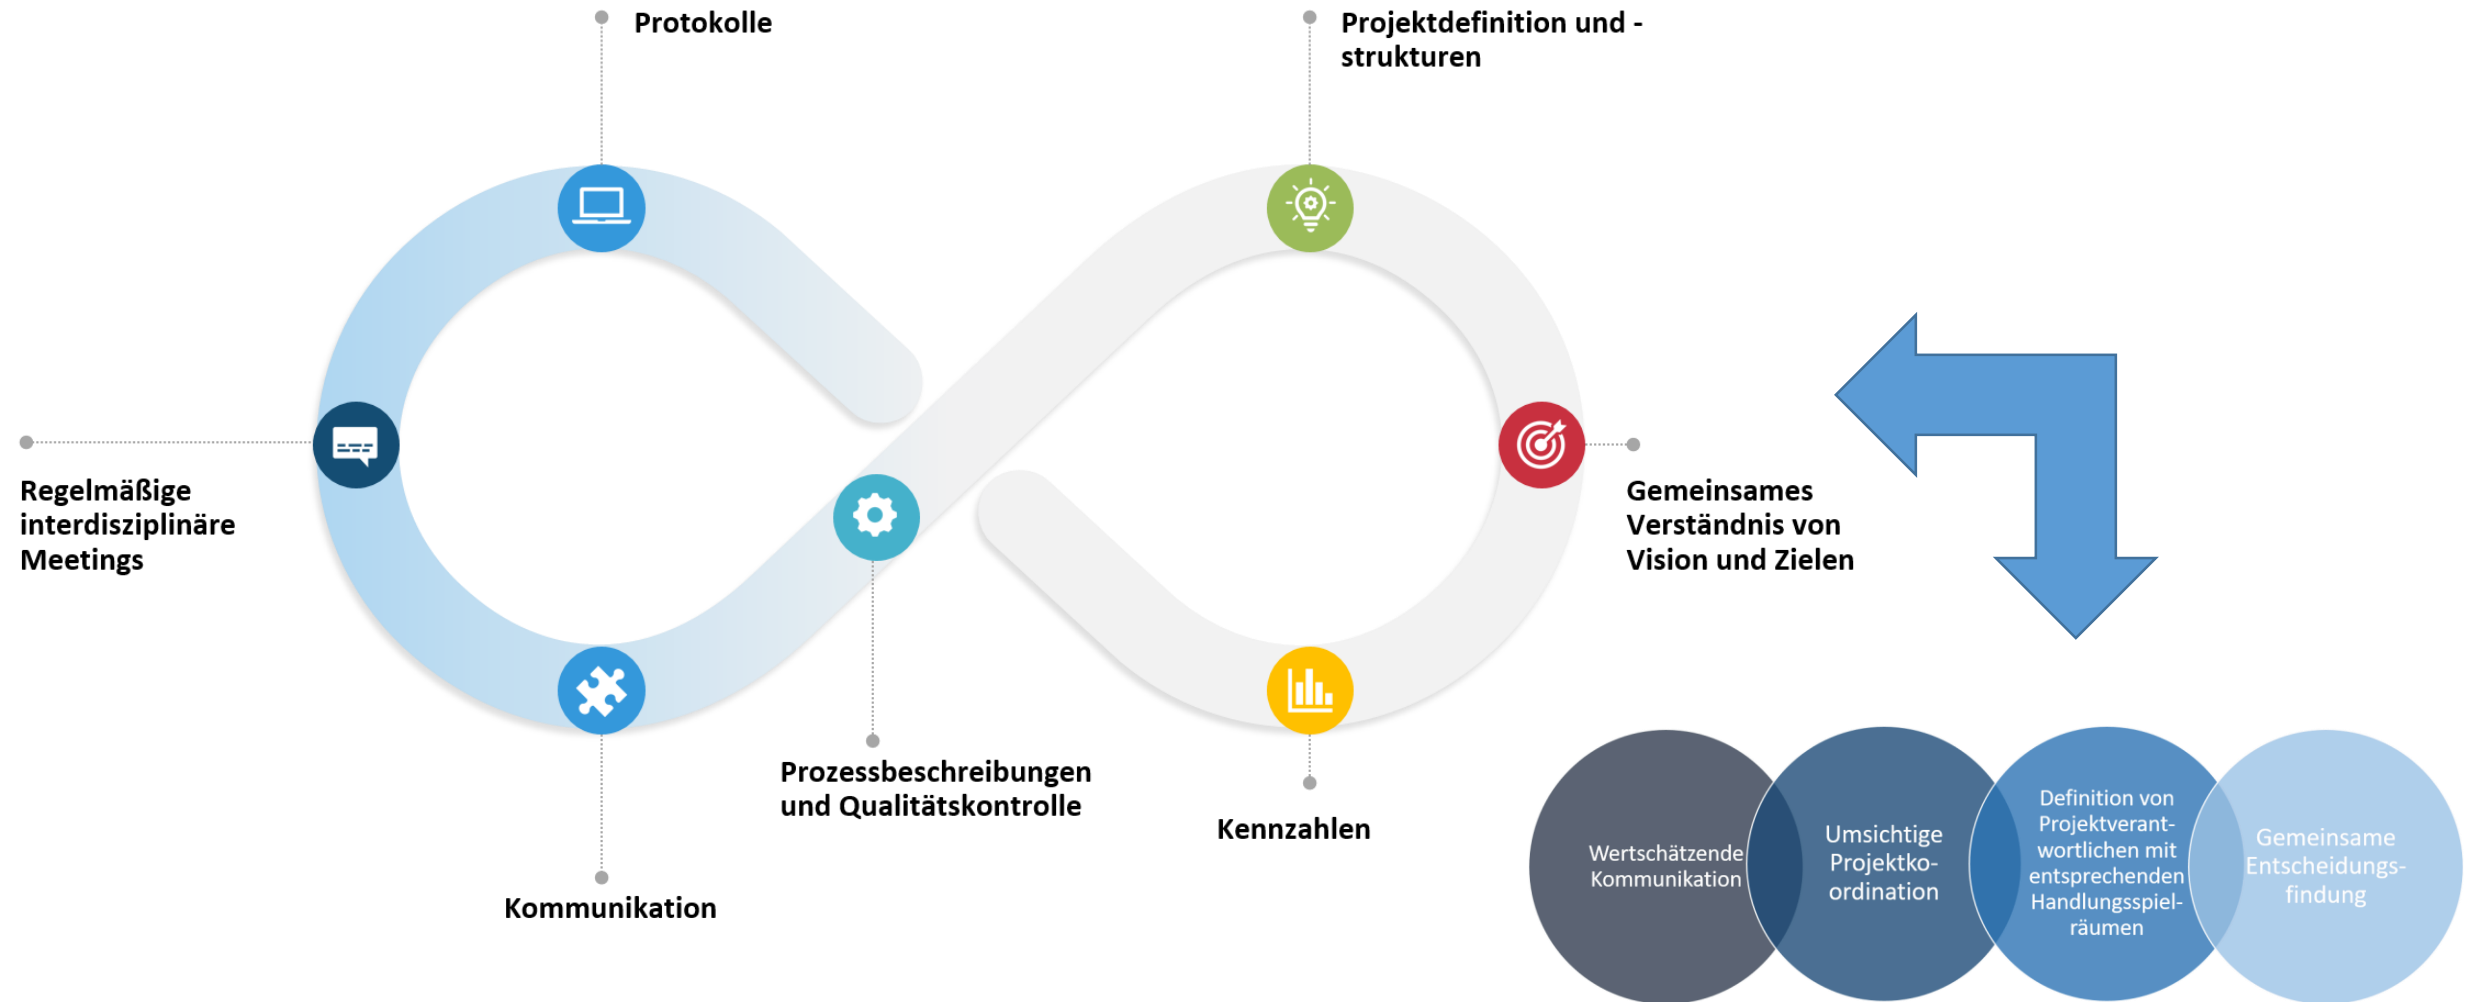 Protokolle
Projektdefinition und -
strukturen
Regelmäßige
interdisziplinäre
Meetings
Gemeinsames
Verständnis von
Vision und Zielen
Prozessbeschreibungen
und Qualitätskontrolle
Kennzahlen
Kommunikation
Wertschätzende
Kommunikation
Umsichtige
Projektko-
ordination
Definition von
Projektverant-
wortlichen mit
entsprechenden
Handlungsspiel-
räumen
Gemeinsame
Entscheidungs-
findung